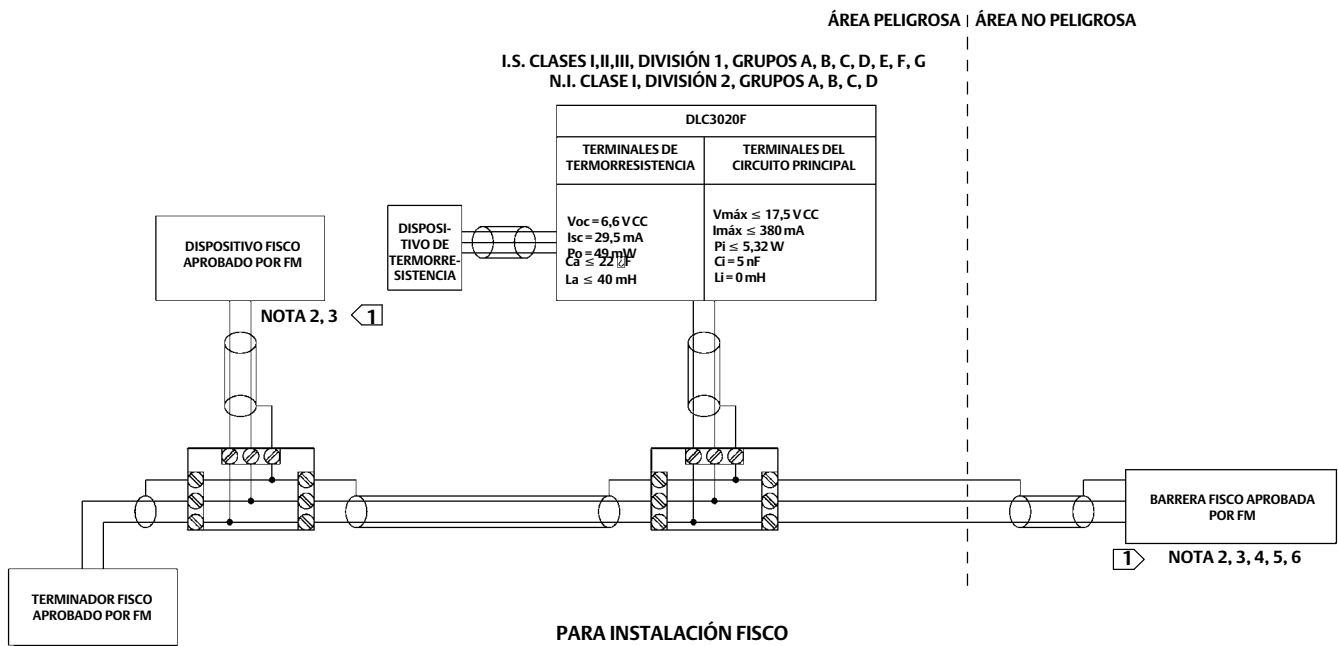 ÁREA PELIGROSA
ÁREA NO PELIGROSA
I.S. CLASES I,II,III, DIVISIÓN 1, GRUPOS A, B, C, D, E, F, G
N.I. CLASE I, DIVISIÓN 2, GRUPOS A, B, C, D
DLC3020F
TERMINALES DE
TERMORRESISTENCIA
TERMINALES DEL
CIRCUITO PRINCIPAL
Voc = 6,6 V CC
Isc = 29,5 mA
Po = 49 mW
Ca ≤ 22 F
La ≤ 40 mH
Vmáx ≤ 17,5 V CC
Imáx ≤ 380 mA
Pi ≤ 5,32 W
Ci = 5 nF
Li = 0 mH
DISPOSI-
TIVO DE
TERMORRE-
SISTENCIA
DISPOSITIVO FISCO
APROBADO POR FM
NOTA 2, 3
1
BARRERA FISCO APROBADA
POR FM
1
NOTA 2, 3, 4, 5, 6
TERMINADOR FISCO
APROBADO POR FM
PARA INSTALACIÓN FISCO